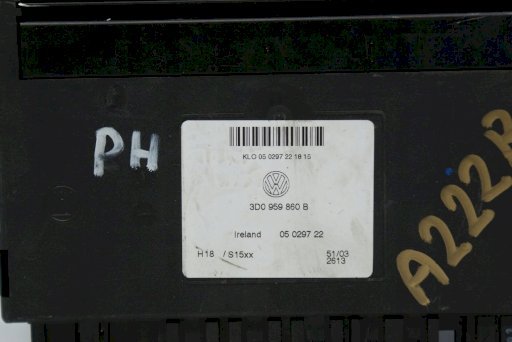 PH
KLO 05 0297 22 18 15
3D0 959 860 B
Ireland 05 0297 22
H18 / S15xx 51/03
2613
A222B